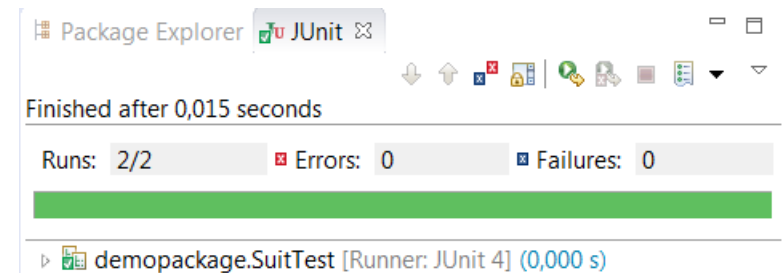 Package Explorer JUnit
Finished after 0,015 seconds
Runs: 2/2 Errors: 0 Failures: 0
demopackage.SuitTest [Runner: JUnit 4] (0,000 s)